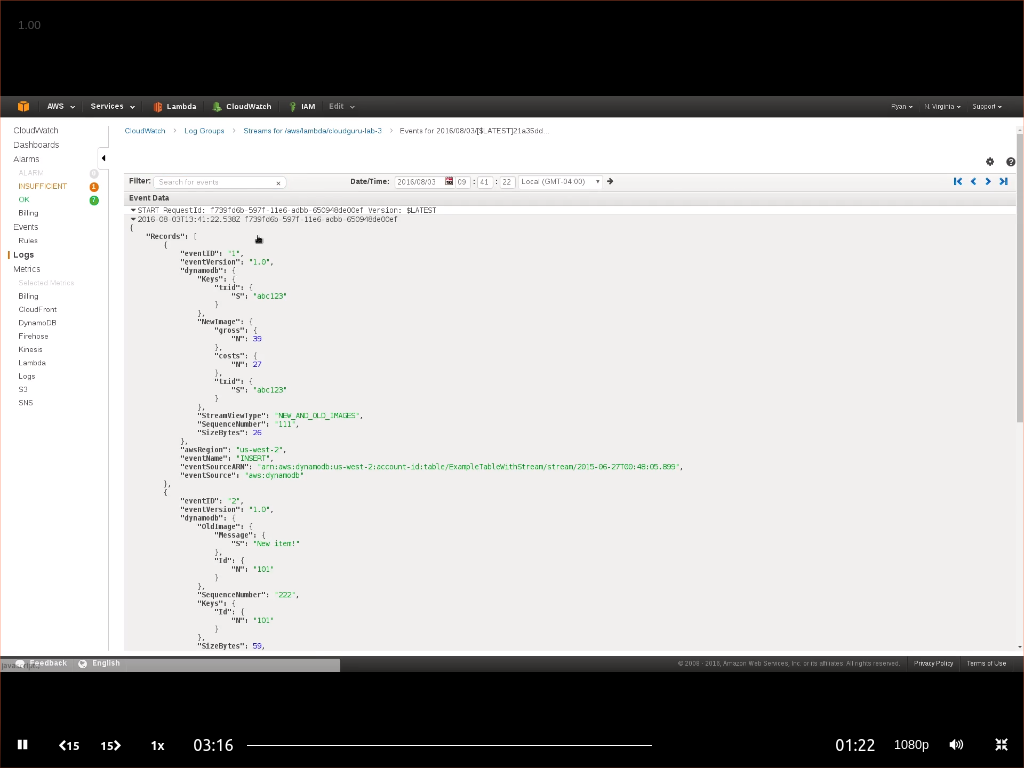 1.00
AWS Services Lambda CloudWatch IAM Edit Ryan N. Virginia Support
CloudWatch
Dashboards
Alarms
ALARM 0
INSUFFICIENT 1
OK 7
Billing
Events
Rules
Logs
Metrics
Selected Metrics
Billing
CloudFront
DynamoDB
Firehose
Kinesis
Lambda
Logs
S3
SNS
CloudWatch > Log Groups > Streams for /aws/lambda/cloudguru-lab-3 > Events for 2016/08/03/[$_ATEST]21a35dd...
Filter: Search for events x Date/Time: 2016/08/03 09 : 41 : 22 Local (GMT-04:00)
Event Data
START RequestId: f739fd6b-597f-11e6-adbb-650948de00ef Version: $LATEST
2016-08-03T13:41:22.538Z f739fd6b-597f-11e6-adbb-650948de00ef
{
"Records": [
{
"eventID": "1",
"eventVersion": "1.0",
"dynamodb": {
"Keys": {
"txid": {
"S": "abc123"
}
},
"NewImage": {
"gross": {
"N": 39
},
"costs": {
"N": 27
},
"txid": {
"S": "abc123"
}
},
"StreamViewType": "NEW_AND_OLD_IMAGES",
"SequenceNumber": "111",
"SizeBytes": 26
},
"awsRegion": "us-west-2",
"eventName": "INSERT",
"eventSourceARN": "arn:aws:dynamodb:us-west-2:account-id:table/ExampleTableWithStream/stream/2015-06-27T00:48:05.899",
"eventSource": "aws:dynamodb"
},
{
"eventID": "2",
"eventVersion": "1.0",
"dynamodb": {
"OldImage": {
"Message": {
"S": "New item!"
},
"Id": {
"N": "101"
}
},
"SequenceNumber": "222",
"Keys": {
"Id": {
"N": "101"
}
},
"SizeBytes": 59,
Feedback English © 2008 - 2016, Amazon Web Services, Inc. or its affiliates. All rights reserved. Privacy Policy Terms of Use
15 15 1x 03:16 01:22 1080p